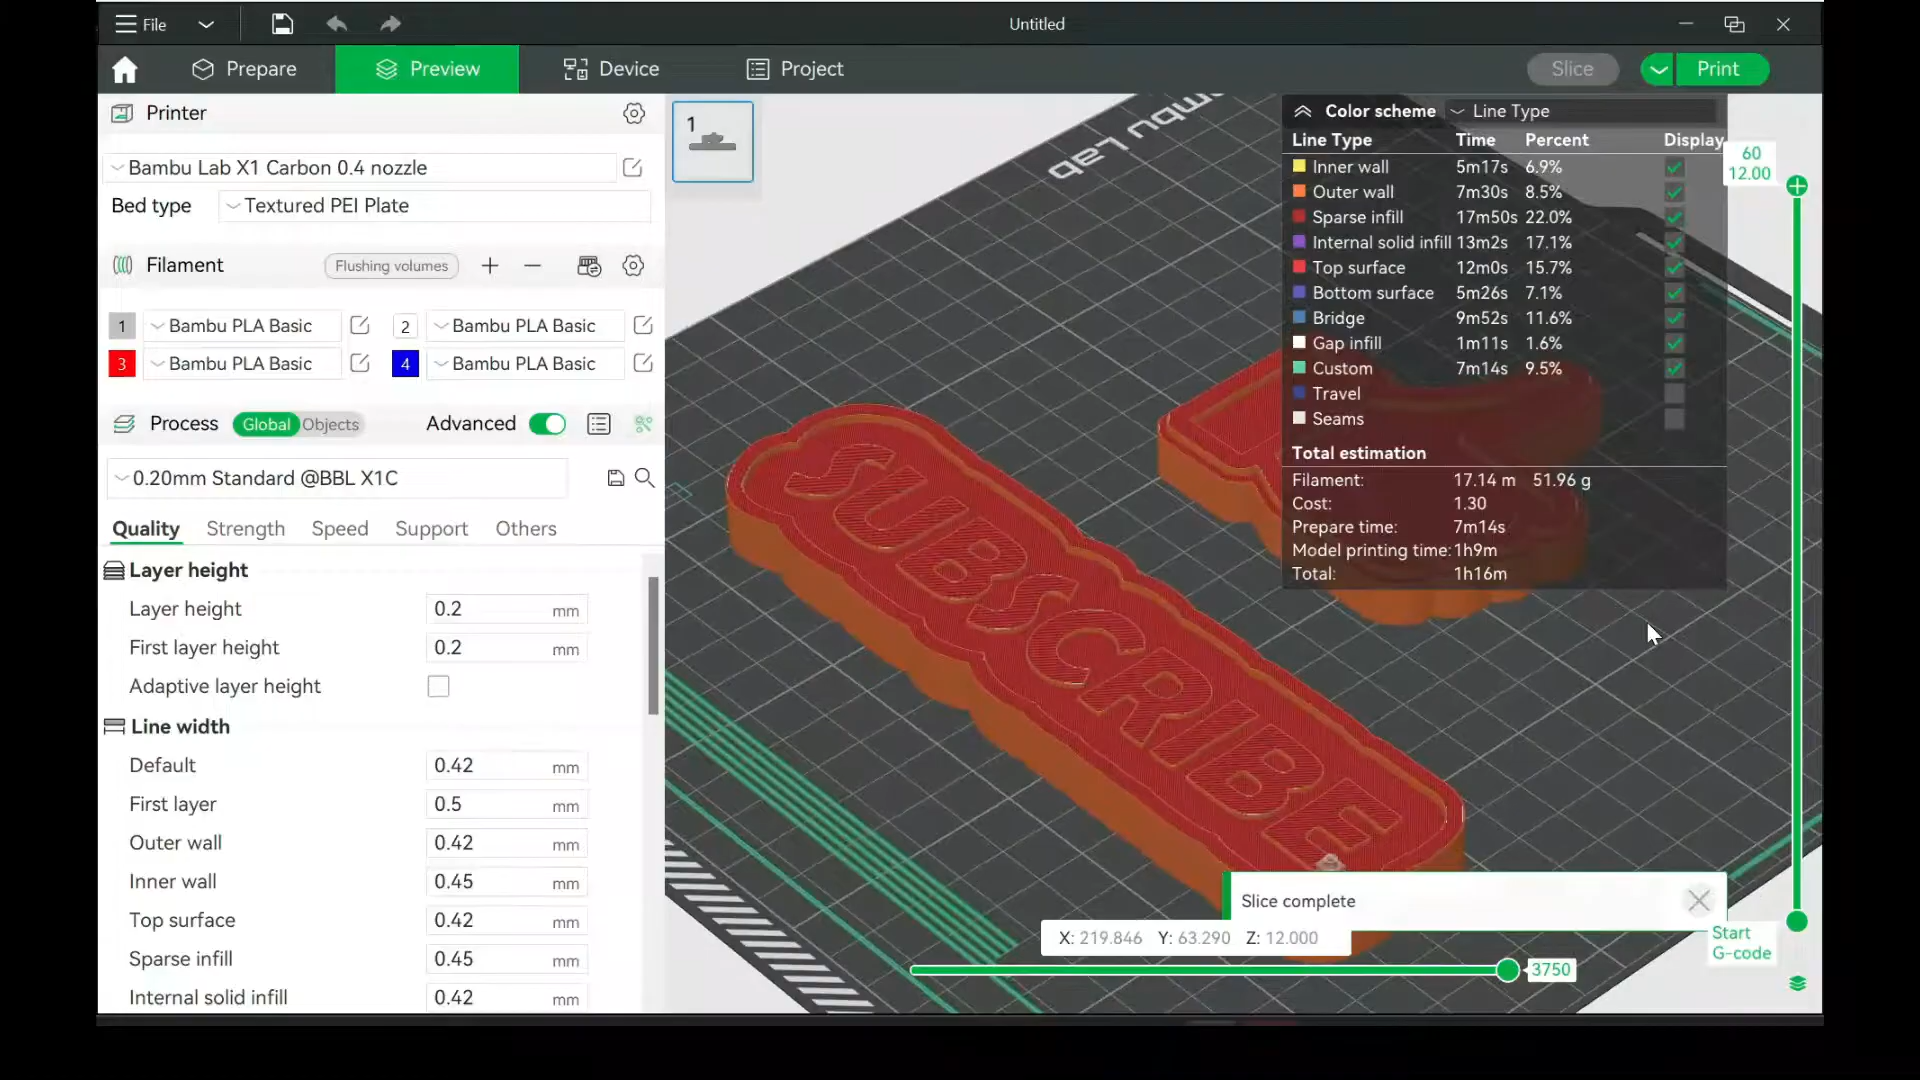 File
Untitled
Prepare
Preview
Device
Project
Slice
Print
Printer
Bambu Lab X1 Carbon 0.4 nozzle
Bed type
Textured PEI Plate
Filament
Flushing volumes
1 Bambu PLA Basic
2 Bambu PLA Basic
3 Bambu PLA Basic
4 Bambu PLA Basic
Process
Global Objects
Advanced
0.20mm Standard @BBL X1C
Quality
Strength
Speed
Support
Others
Layer height
Layer height 0.2 mm
First layer height 0.2 mm
Adaptive layer height
Line width
Default 0.42 mm
First layer 0.5 mm
Outer wall 0.42 mm
Inner wall 0.45 mm
Top surface 0.42 mm
Sparse infill 0.45 mm
Internal solid infill 0.42 mm
1
SUBSCRIBE
Color scheme Line Type
Line Type Time Percent Display
Inner wall 5m17s 6.9%
Outer wall 7m30s 8.5%
Sparse infill 17m50s 22.0%
Internal solid infill 13m2s 17.1%
Top surface 12m0s 15.7%
Bottom surface 5m26s 7.1%
Bridge 9m52s 11.6%
Gap infill 1m11s 1.6%
Custom 7m14s 9.5%
Travel
Seams
Total estimation
Filament: 17.14 m 51.96 g
Cost: 1.30
Prepare time: 7m14s
Model printing time: 1h9m
Total: 1h16m
60
12.00
Slice complete
X: 219.846 Y: 63.290 Z: 12.000
3750
Start
G-code